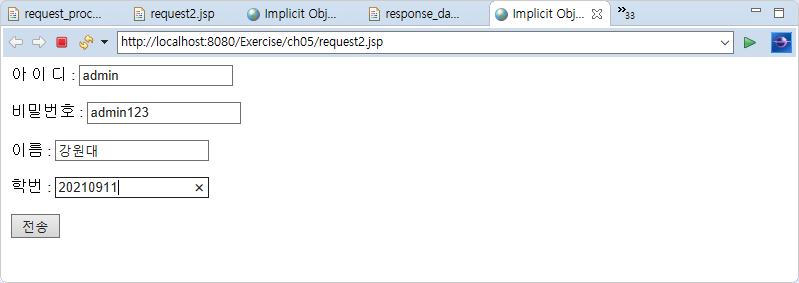 request_proc... request2.jsp Implicit Obj... response_da... Implicit Obj... »33
http://localhost:8080/Exercise/ch05/request2.jsp
아 이 디 : admin
비밀번호 : admin123
이름 : 강원대
학번 : 20210911
전송